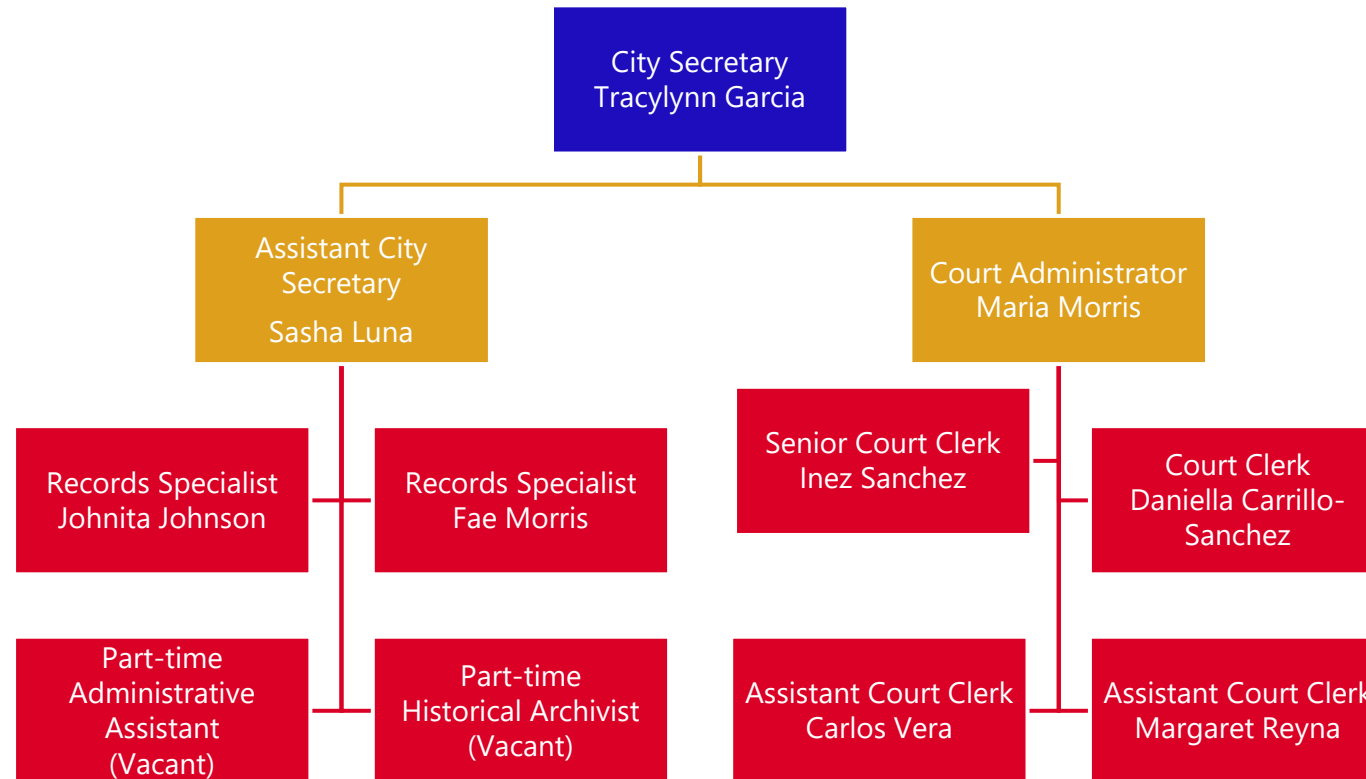 City Secretary
Tracylynn Garcia
Assistant City
Secretary
Sasha Luna
Court Administrator
Maria Morris
Records Specialist
Johnita Johnson
Records Specialist
Fae Morris
Senior Court Clerk
Inez Sanchez
Court Clerk
Daniella Carrillo-
Sanchez
Part-time
Administrative
Assistant
(Vacant)
Part-time
Historical Archivist
(Vacant)
Assistant Court Clerk
Carlos Vera
Assistant Court Clerk
Margaret Reyna